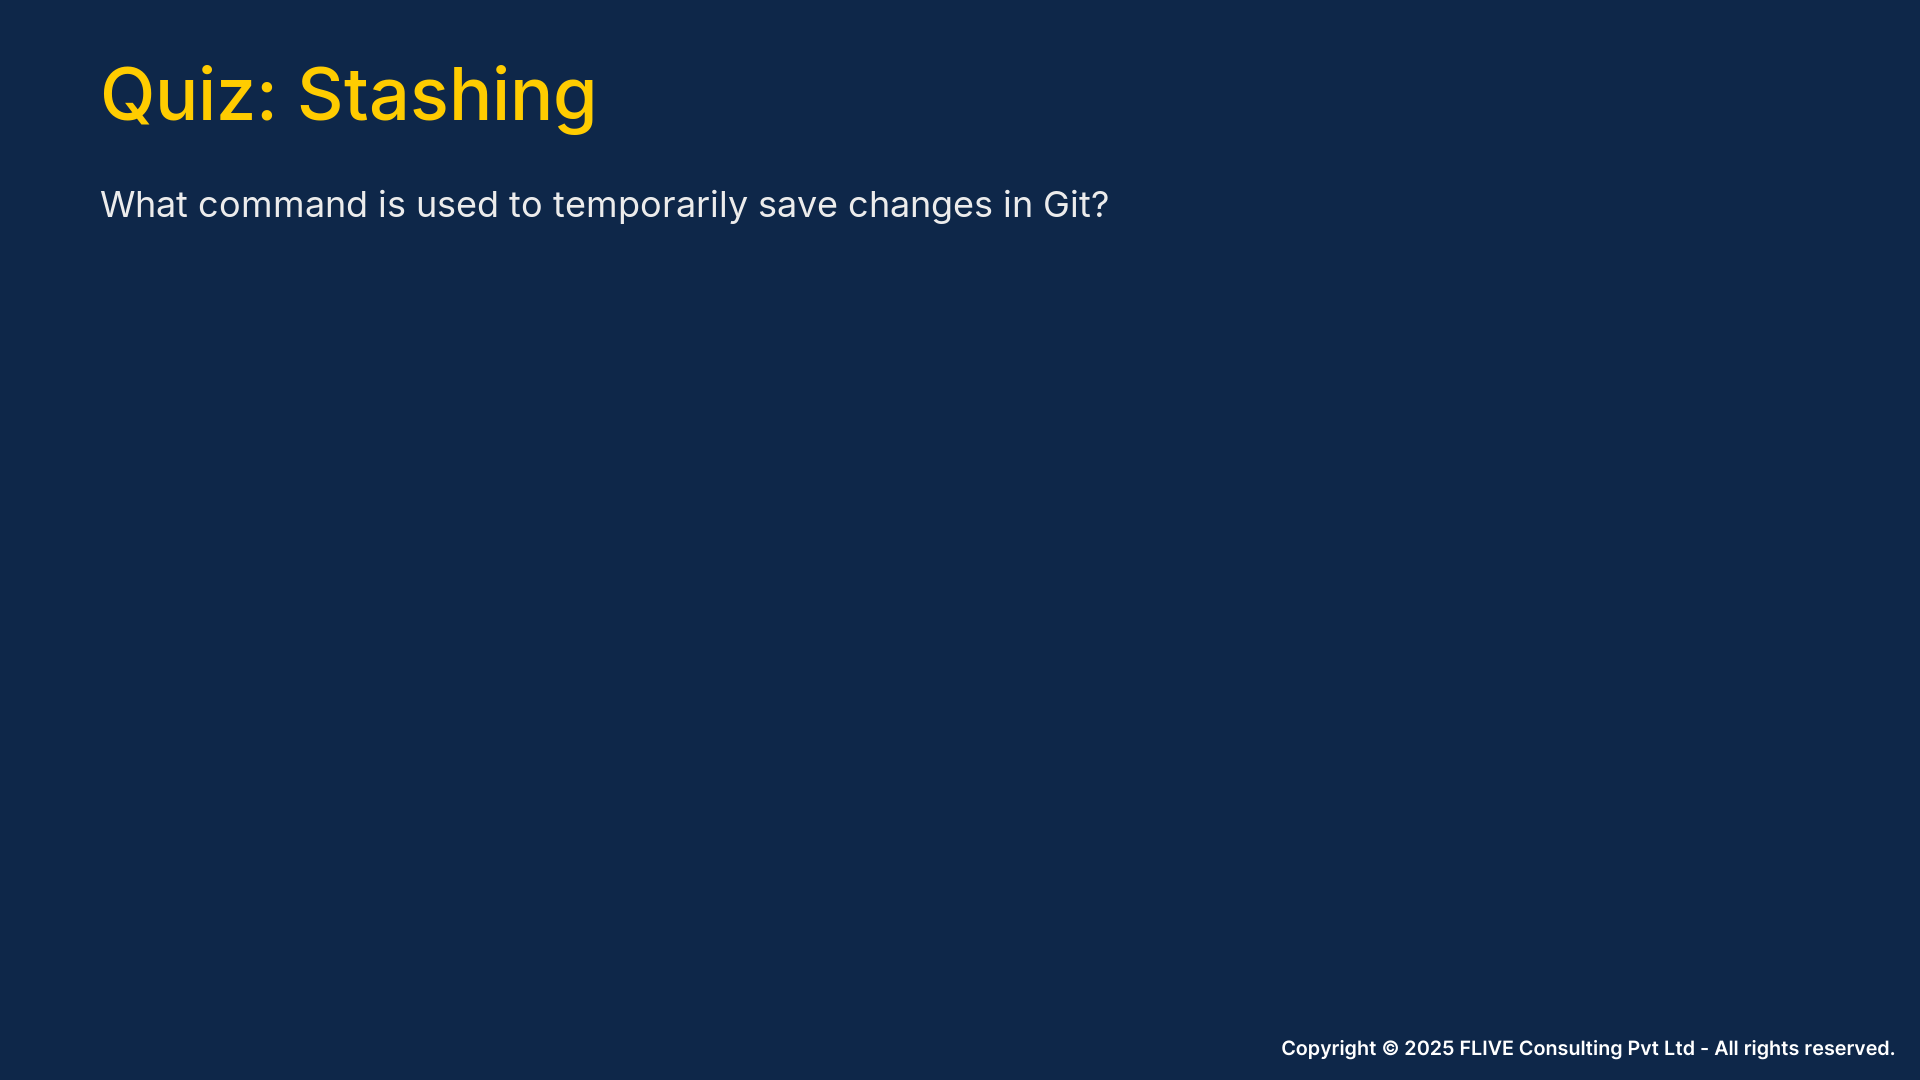 Quiz: Stashing
What command is used to temporarily save changes in Git?
Copyright © 2025 FLIVE Consulting Pvt Ltd - All rights reserved.